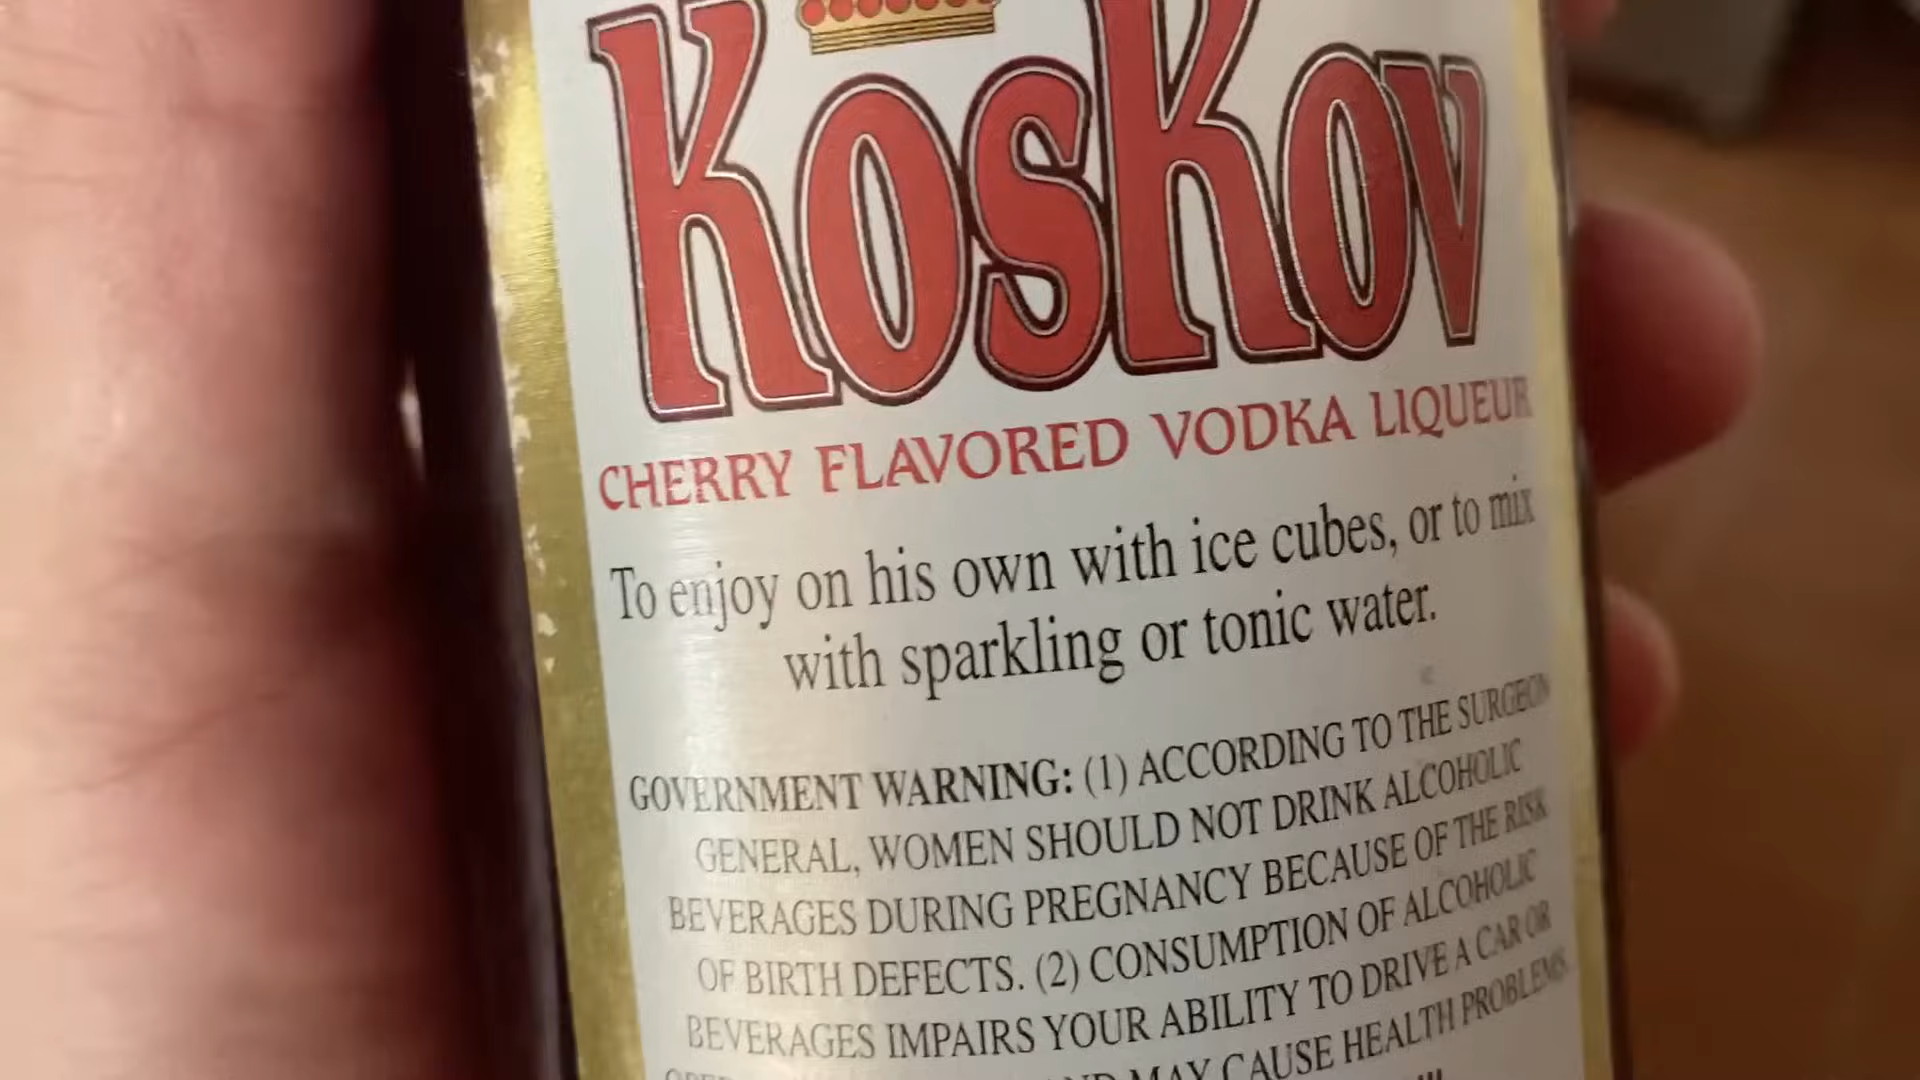 KosKov
CHERRY FLAVORED VODKA LIQUEUR
To enjoy on his own with ice cubes, or to mix
with sparkling or tonic water.
GOVERNMENT WARNING: (1) ACCORDING TO THE SURGEON
GENERAL, WOMEN SHOULD NOT DRINK ALCOHOLIC
BEVERAGES DURING PREGNANCY BECAUSE OF THE RISK
OF BIRTH DEFECTS. (2) CONSUMPTION OF ALCOHOLIC
BEVERAGES IMPAIRS YOUR ABILITY TO DRIVE A CAR OR
MAY CAUSE HEALTH PROBLEMS